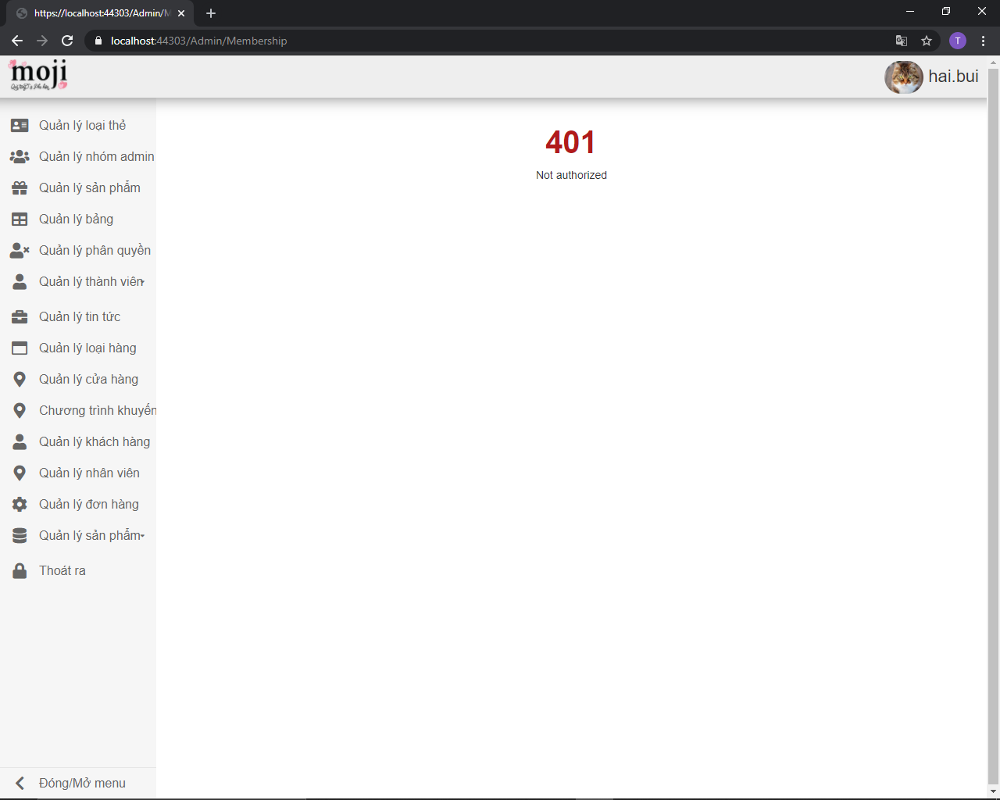 https://localhost:44303/Admin/M
localhost:44303/Admin/Membership
T
moji
hai.bui
Quản lý loại thẻ
Quản lý nhóm admin
Quản lý sản phẩm
Quản lý bảng
Quản lý phân quyền
Quản lý thành viên
Quản lý tin tức
Quản lý loại hàng
Quản lý cửa hàng
Chương trình khuyến
Quản lý khách hàng
Quản lý nhân viên
Quản lý đơn hàng
Quản lý sản phẩm
Thoát ra
Đóng/Mở menu
401
Not authorized